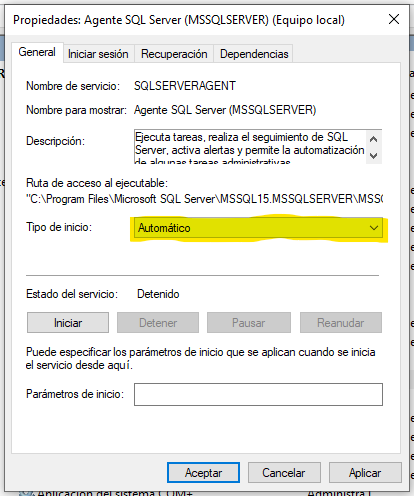 Propiedades: Agente SQL Server (MSSQLSERVER) (Equipo local)
General Iniciar sesión Recuperación Dependencias
Nombre de servicio: SQLSERVERAGENT
Nombre para mostrar: Agente SQL Server (MSSQLSERVER)
Descripción: Ejecuta tareas, realiza el seguimiento de SQL
Server, activa alertas y permite la automatización
de algunas tareas administrativas
Ruta de acceso al ejecutable:
"C:\Program Files\Microsoft SQL Server\MSSQL15.MSSQLSERVER\MSSQ
Tipo de inicio: Automático
Estado del servicio: Detenido
Iniciar Detener Pausar Reanudar
Puede especificar los parámetros de inicio que se aplican cuando se inicia
el servicio desde aquí.
Parámetros de inicio:
Aceptar Cancelar Aplicar
Aplicación del sistema COM+